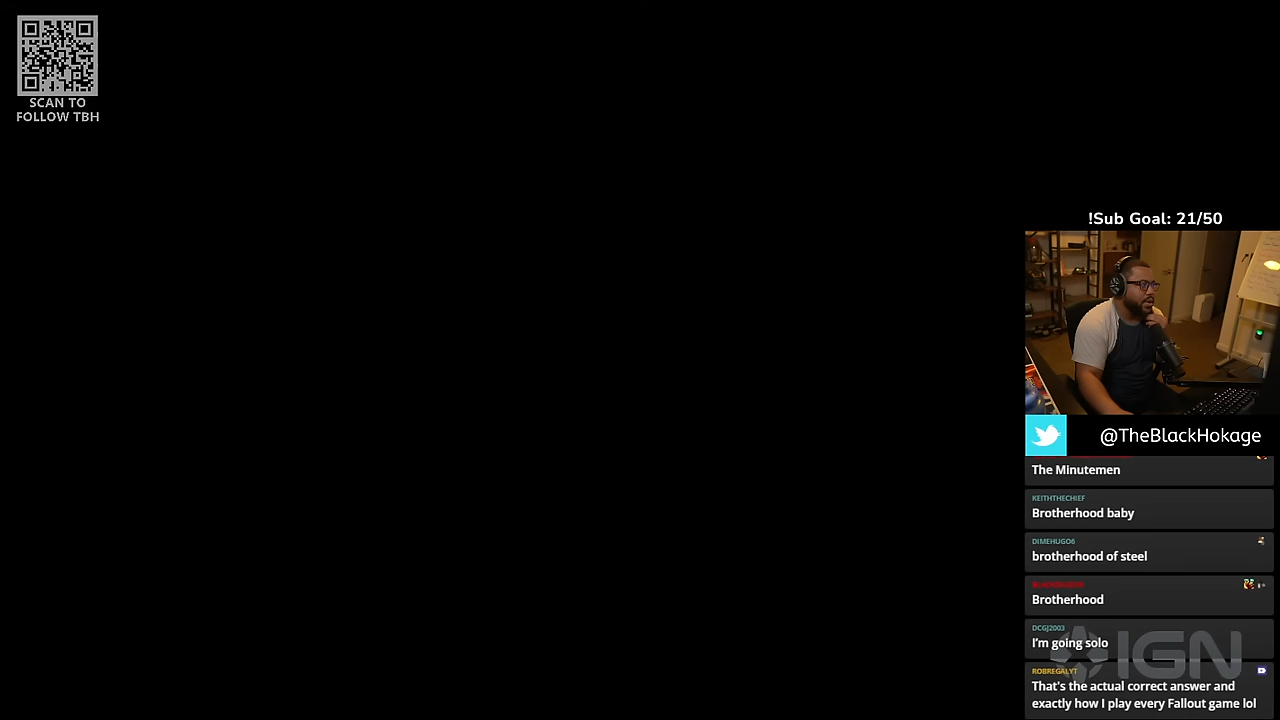 SCAN TO
FOLLOW TBH
!Sub Goal: 21/50
@TheBlackHokage
The Minutemen
KEITHTHECHIEF
Brotherhood baby
DIMEHUGO6
brotherhood of steel
Brotherhood
DCGJ2003
I'm going solo
IGN
ROBREGALYT
That's the actual correct answer and
exactly how I play every Fallout game lol